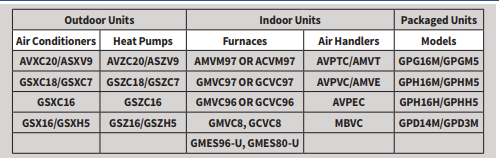 Outdoor Units Indoor Units Packaged Units
Air Conditioners Heat Pumps Furnaces Air Handlers Models
AVXC20/ASXV9 AVZC20/ASZV9 AMVM97 OR ACVM97 AVPTC/AMVT GPG16M/GPGM5
GSXC18/GSXC7 GSZC18/GSZC7 GMVC97 OR GCVC97 AVPVC/AMVE GPH16M/GPHM5
GSXC16 GSZC16 GMVC96 OR GCVC96 AVPEC GPH16H/GPHH5
GSX16/GSXH5 GSZ16/GSZH5 GMVC8, GCVC8 MBVC GPD14M/GPD3M
GMES96-U, GMES80-U